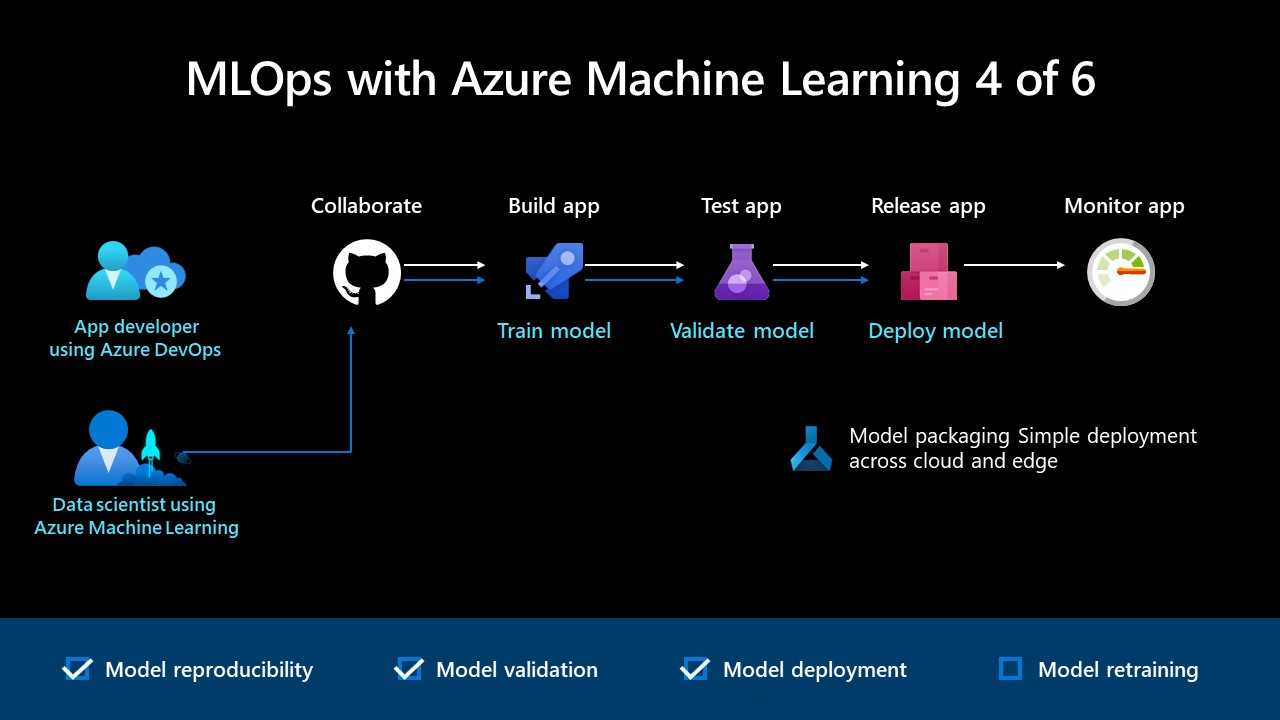 MLOps with Azure Machine Learning 4 of 6
Collaborate
Build app
Test app
Release app
Monitor app
App developer
using Azure DevOps
Train model
Validate model
Deploy model
Model packaging Simple deployment
across cloud and edge
Data scientist using
Azure Machine Learning
Model reproducibility
Model validation
Model deployment
Model retraining